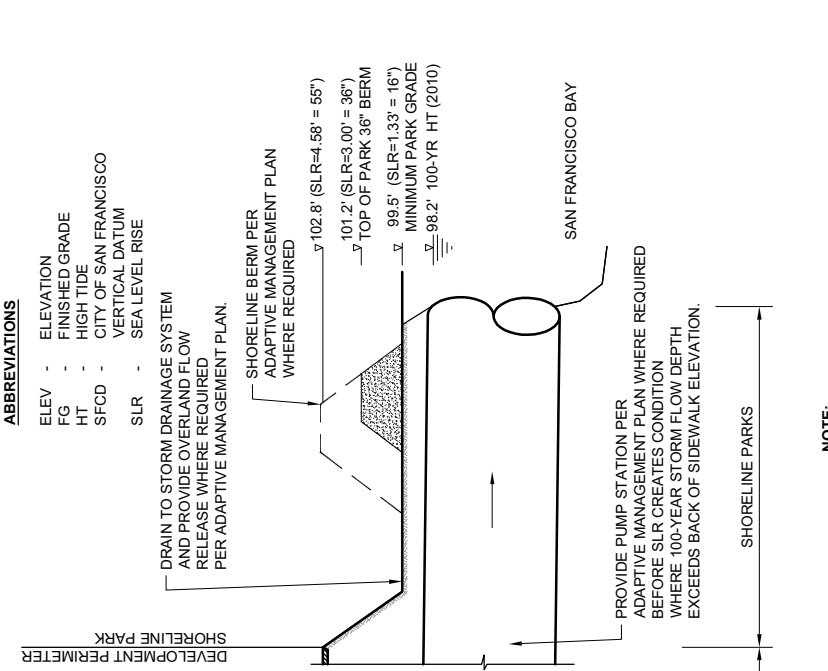 ABBREVIATIONS
ELEV - ELEVATION
FG - FINISHED GRADE
HT - HIGH TIDE
SFCD - CITY OF SAN FRANCISCO
VERTICAL DATUM
SLR - SEA LEVEL RISE
DRAIN TO STORM DRAINAGE SYSTEM
AND PROVIDE OVERLAND FLOW
RELEASE WHERE REQUIRED
PER ADAPTIVE MANAGEMENT PLAN.
SHORELINE BERM PER
ADAPTIVE MANAGEMENT PLAN
WHERE REQUIRED
102.8' (SLR=4.58' = 55")
101.2' (SLR=3.00' = 36")
TOP OF PARK 36" BERM
99.5' (SLR=1.33' = 16")
MINIMUM PARK GRADE
98.2' 100-YR HT (2010)
DEVELOPMENT PERIMETER
SHORELINE PARK
SAN FRANCISCO BAY
PROVIDE PUMP STATION PER
ADAPTIVE MANAGEMENT PLAN WHERE REQUIRED
BEFORE SLR CREATES CONDITION
WHERE 100-YEAR STORM FLOW DEPTH
EXCEEDS BACK OF SIDEWALK ELEVATION.
SHORELINE PARKS
NOTE: